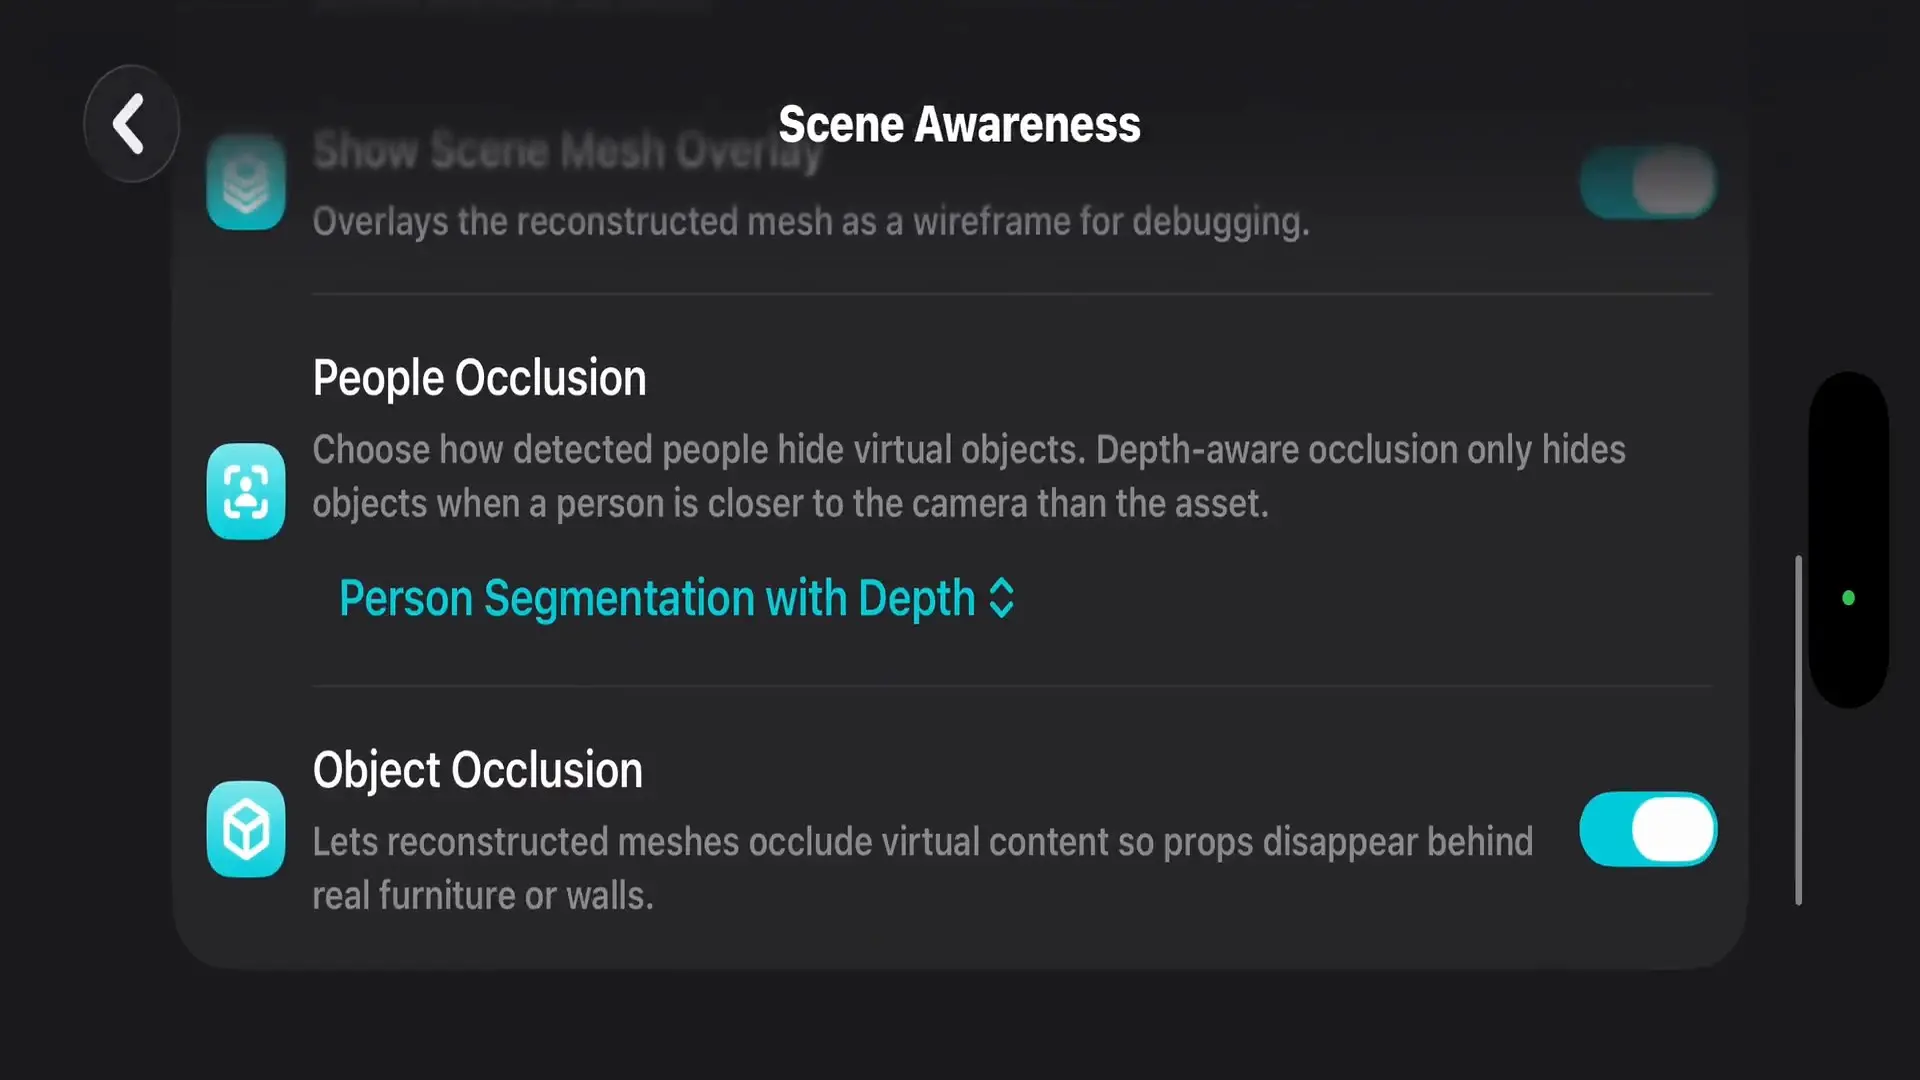 Scene Awareness
Show Scene Mesh Overlay
Overlays the reconstructed mesh as a wireframe for debugging.
People Occlusion
Choose how detected people hide virtual objects. Depth-aware occlusion only hides
objects when a person is closer to the camera than the asset.
Person Segmentation with Depth
Object Occlusion
Lets reconstructed meshes occlude virtual content so props disappear behind
real furniture or walls.